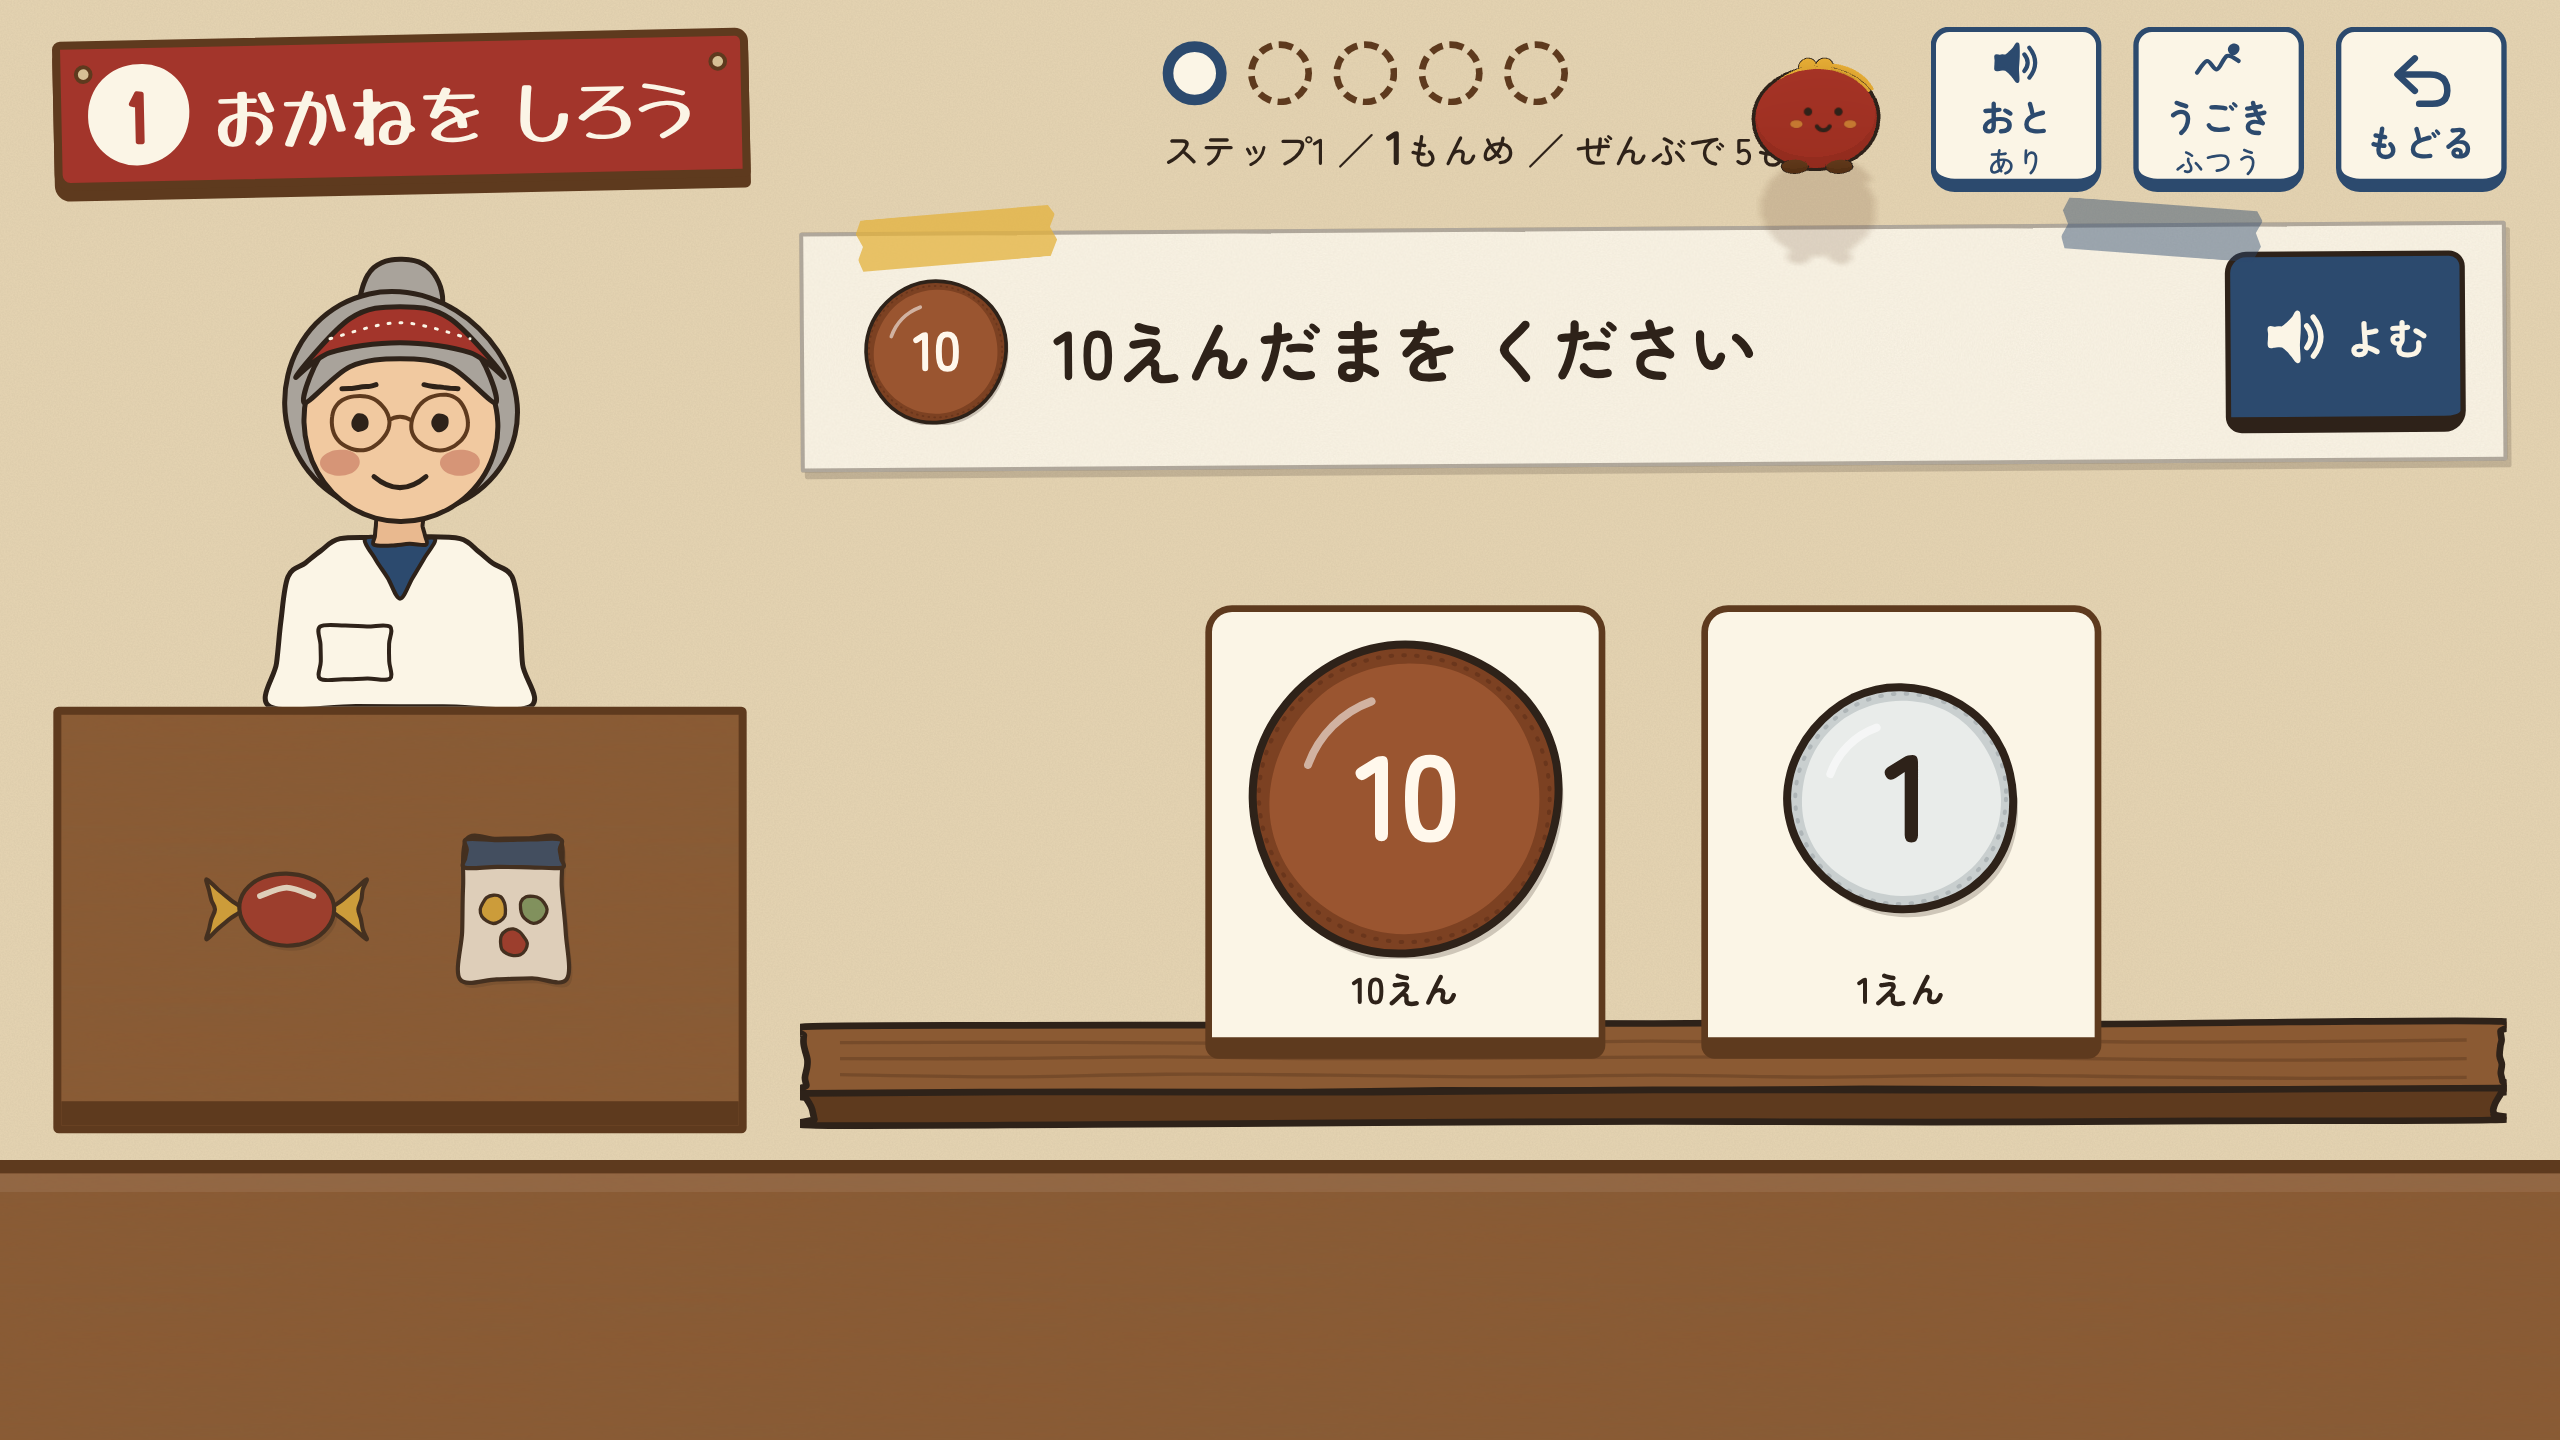 1 おかねを しろう
ステップ1 ／ 1もんめ ／ ぜんぶで 5
おと
あり
うごき
ふつう
もどる
10
10えんだまを ください
よむ
10
10えん
1
1えん